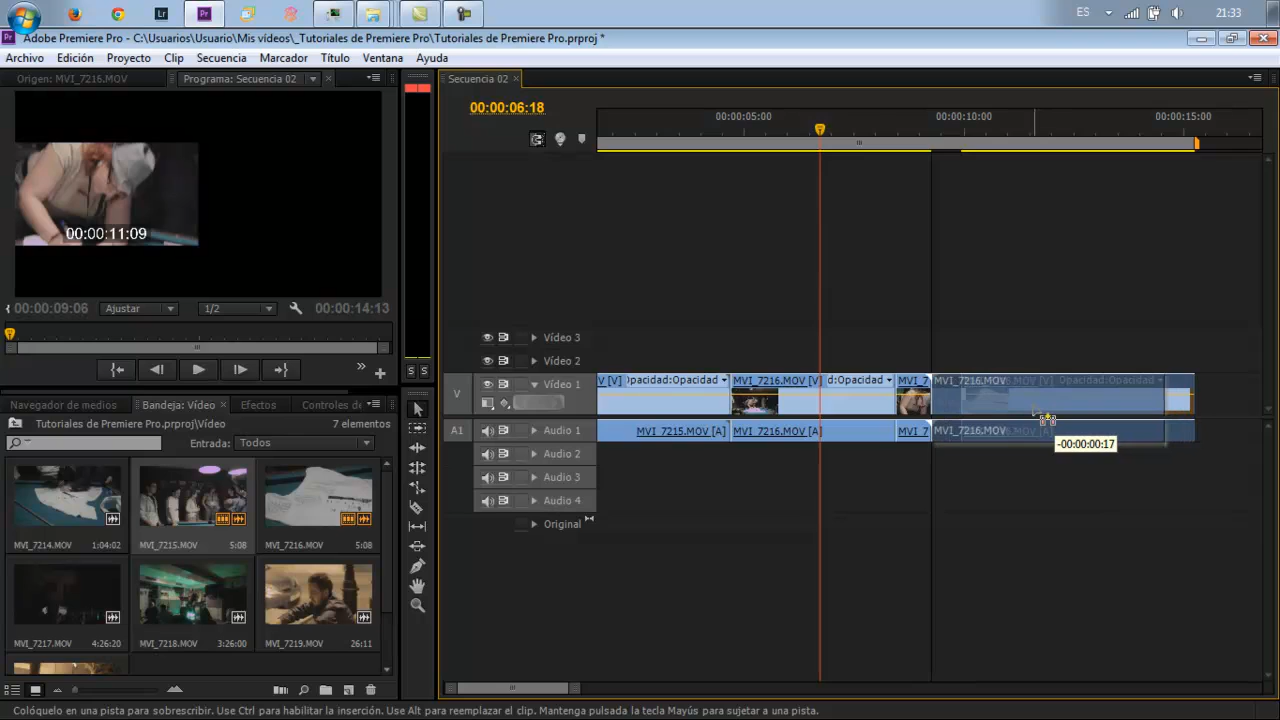 ES
21:33
Adobe Premiere Pro - C:\Usuarios\Usuario\Mis vídeos\_Tutoriales de Premiere Pro\Tutoriales de Premiere Pro.prproj *
Archivo Edición Proyecto Clip Secuencia Marcador Título Ventana Ayuda
Origen: MVI_7216.MOV
Programa: Secuencia 02
Secuencia 02
00:00:06:18
00:00:05:00
00:00:10:00
00:00:15:00
00:00:11:09
00:00:09:06
Ajustar
1/2
00:00:14:13
Vídeo 3
Vídeo 2
V
Vídeo 1
V [V]
Opacidad:Opacidad
MVI_7216.MOV [V]
d:Opacidad
MVI_7
MVI_7216.MOV
Opacidad:Opacidad
A1
Audio 1
MVI_7215.MOV [A]
MVI_7216.MOV [A]
MVI_7
MVI_7216.MOV
-00:00:00:17
Audio 2
Audio 3
Audio 4
Original
Navegador de medios
Bandeja: Vídeo
Efectos
Controles de
Tutoriales de Premiere Pro.prproj\Vídeo
7 elementos
Entrada: Todos
MVI_7214.MOV 1:04:02
MVI_7215.MOV 5:08
MVI_7216.MOV 5:08
MVI_7217.MOV 4:26:20
MVI_7218.MOV 3:26:00
MVI_7219.MOV 26:11
Colóquelo en una pista para sobrescribir. Use Ctrl para habilitar la inserción. Use Alt para reemplazar el clip. Mantenga pulsada la tecla Mayús para sujetar a una pista.